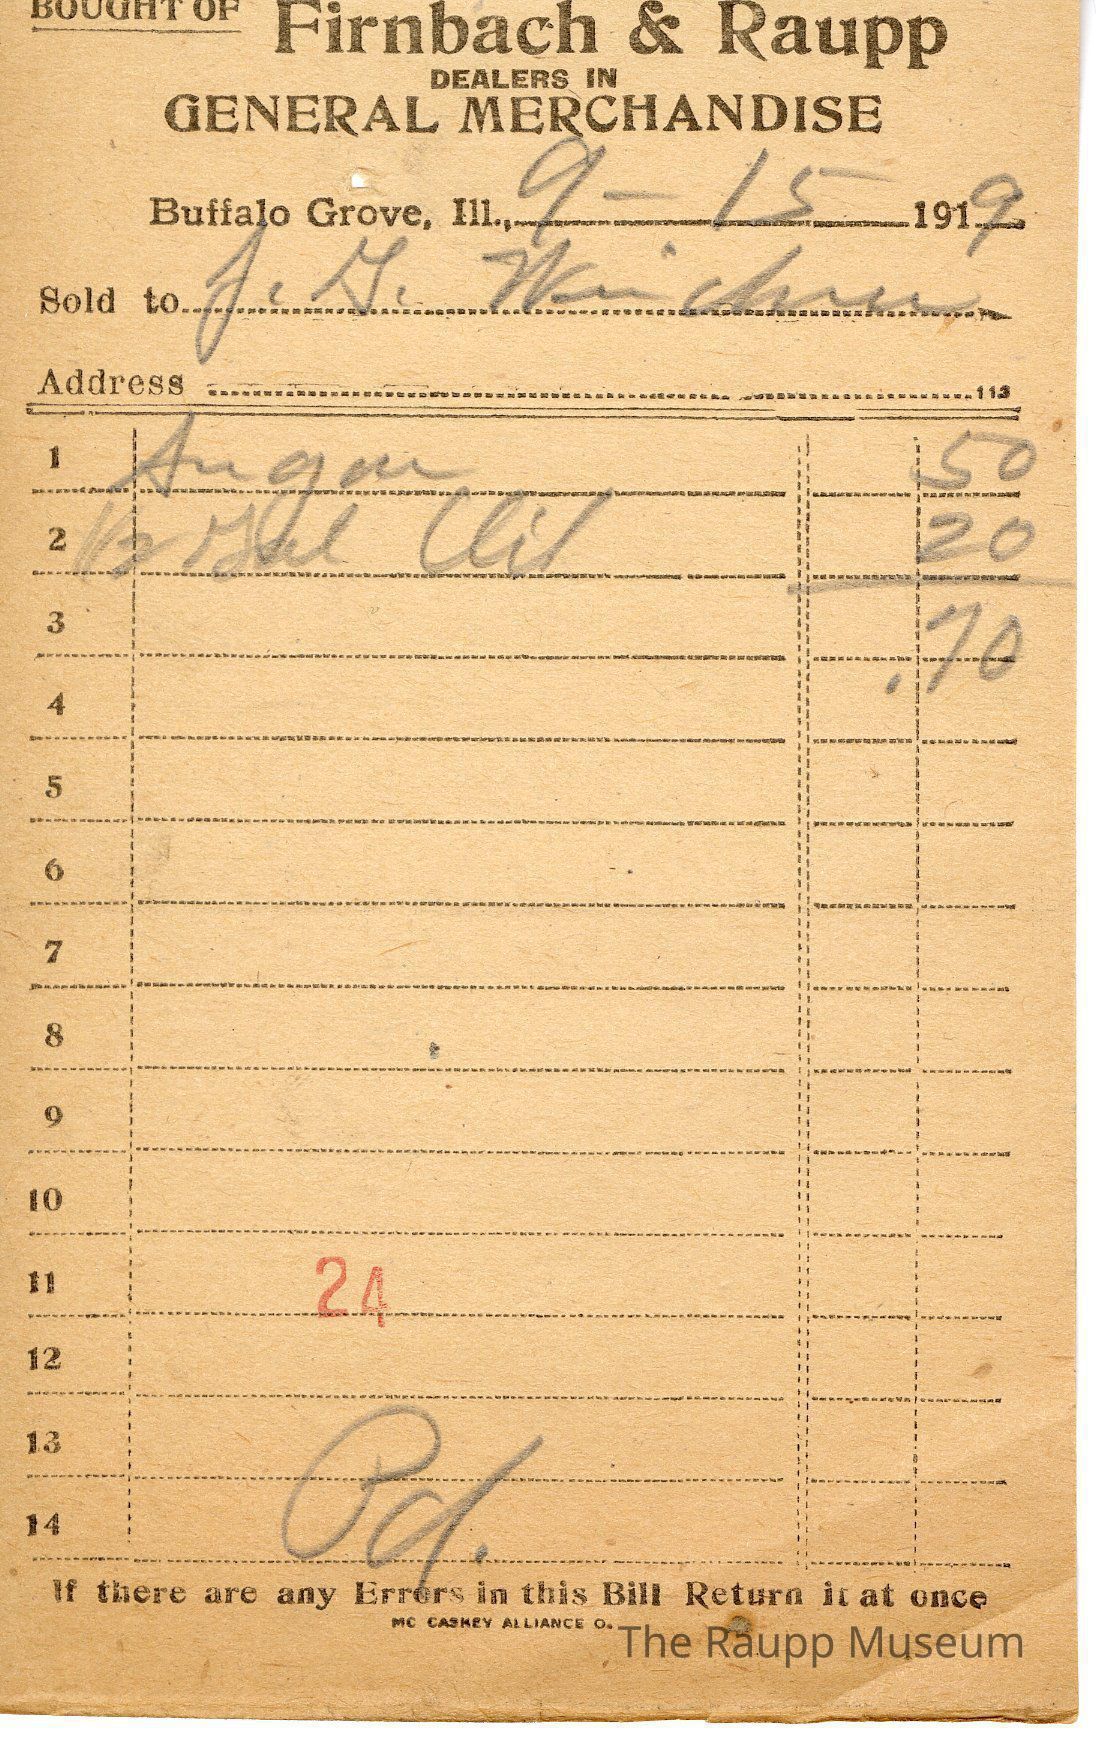 BOUGHT OF Firnbach & Raupp
DEALERS IN
GENERAL MERCHANDISE
Buffalo Grove, Ill., 9 - 15 1919
Sold to J. G. Weichman
Address 113
1 Sugar 50
2 1/2 Gal Oil 20
3 .70
4
5
6
7
8
9
10
11 24
12
13
14 Pd.
If there are any Errors in this Bill Return it at once
MC CASKEY ALLIANCE O.
The Raupp Museum